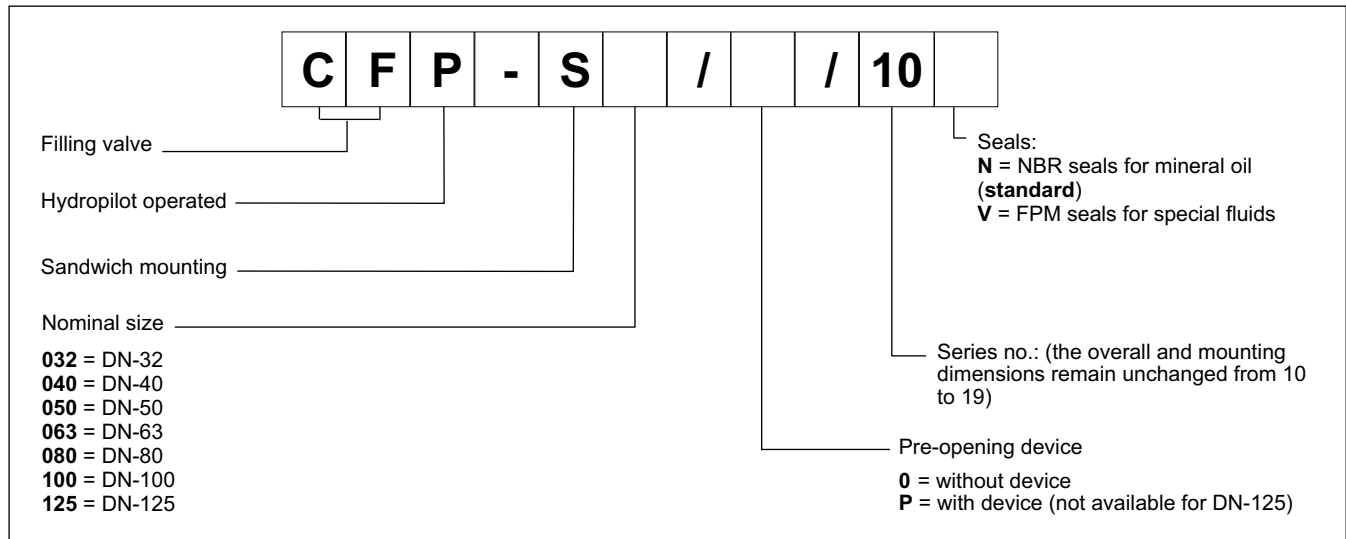 C F P - S / / 10
Filling valve
Hydropilot operated
Sandwich mounting
Nominal size
032 = DN-32
040 = DN-40
050 = DN-50
063 = DN-63
080 = DN-80
100 = DN-100
125 = DN-125
Seals:
N = NBR seals for mineral oil
(standard)
V = FPM seals for special fluids
Series no.: (the overall and mounting
dimensions remain unchanged from 10
to 19)
Pre-opening device
0 = without device
P = with device (not available for DN-125)